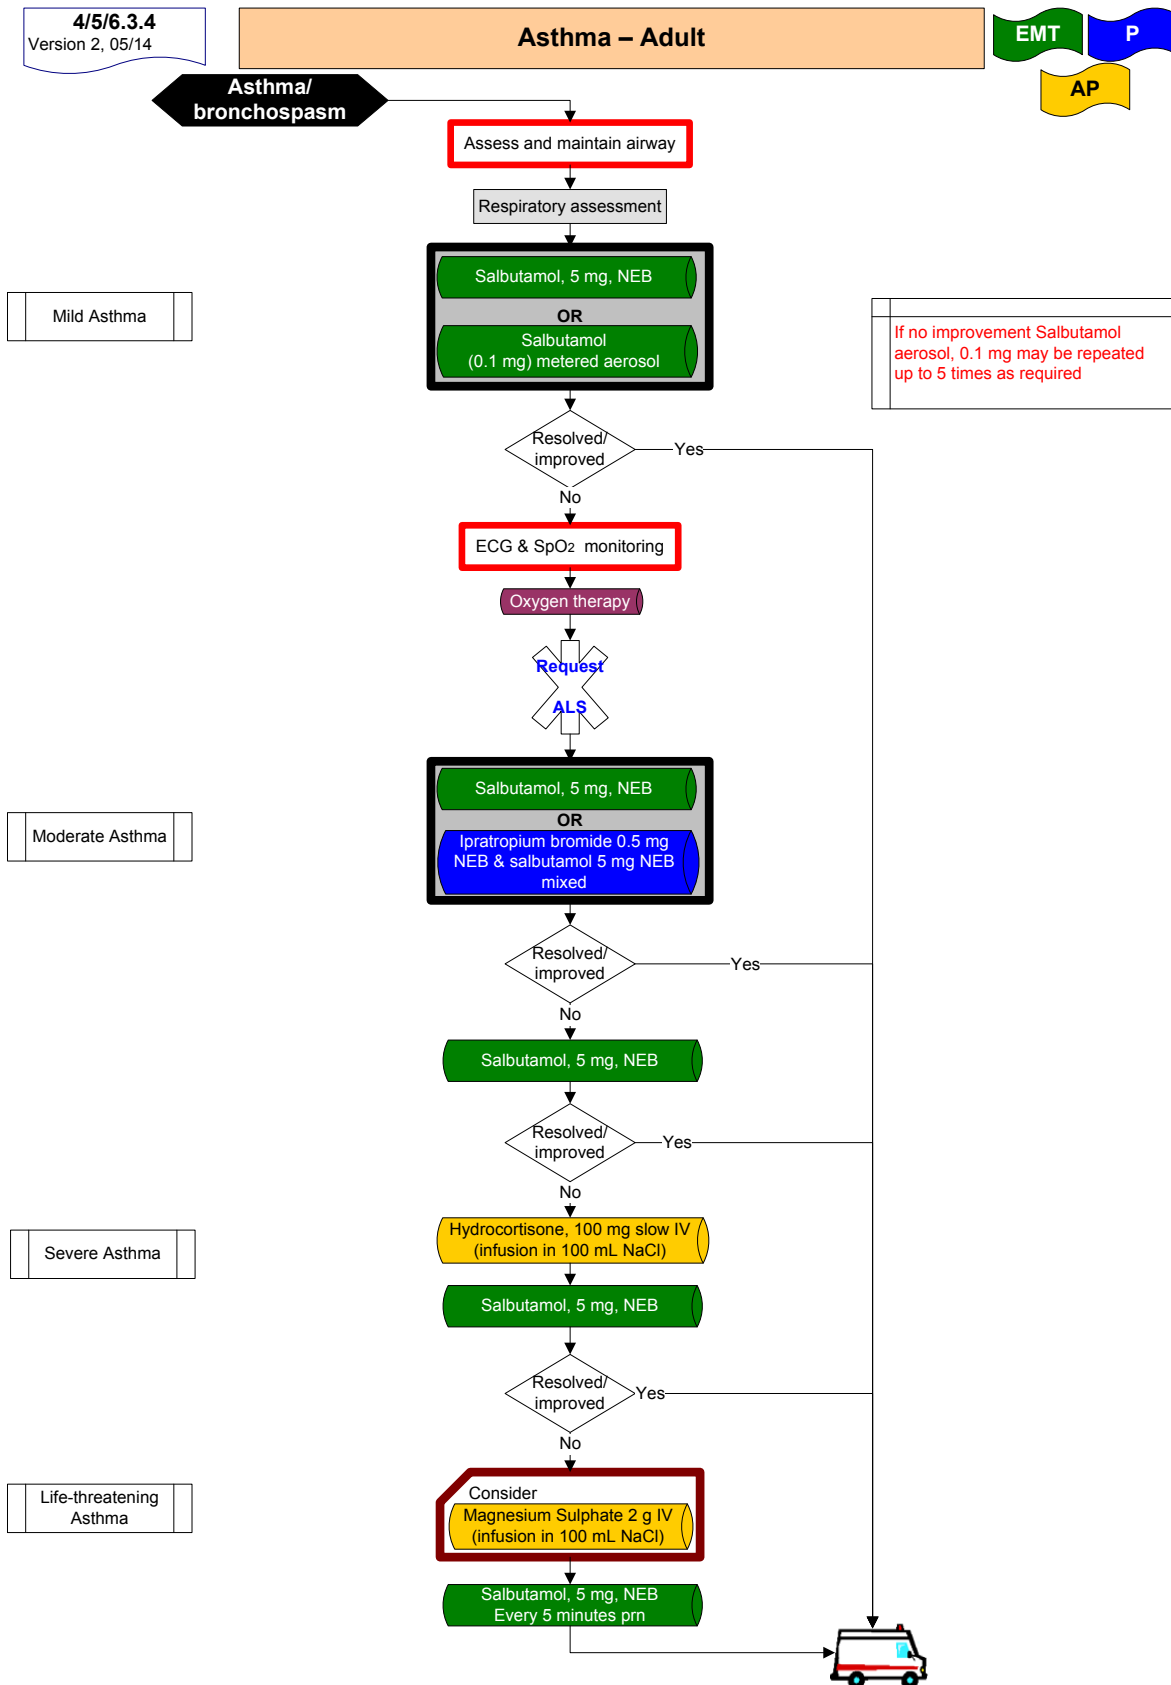 4/5/6.3.4
Version 2, 05/14
Asthma – Adult
EMT
P
AP
Asthma/
bronchospasm
Assess and maintain airway
Respiratory assessment
Salbutamol, 5 mg, NEB
Mild Asthma
OR
Salbutamol
(0.1 mg) metered aerosol
If no improvement Salbutamol
aerosol, 0.1 mg may be repeated
up to 5 times as required
Resolved/
improved
Yes
No
ECG & SpO2 monitoring
Oxygen therapy
Request
ALS
Salbutamol, 5 mg, NEB
OR
Moderate Asthma
Ipratropium bromide 0.5 mg
NEB & salbutamol 5 mg NEB
mixed
Resolved/
improved
Yes
No
Salbutamol, 5 mg, NEB
Resolved/
improved
Yes
No
Hydrocortisone, 100 mg slow IV
(infusion in 100 mL NaCl)
Severe Asthma
Salbutamol, 5 mg, NEB
Resolved/
improved
Yes
No
Life-threatening
Asthma
Consider
Magnesium Sulphate 2 g IV
(infusion in 100 mL NaCl)
Salbutamol, 5 mg, NEB
Every 5 minutes prn